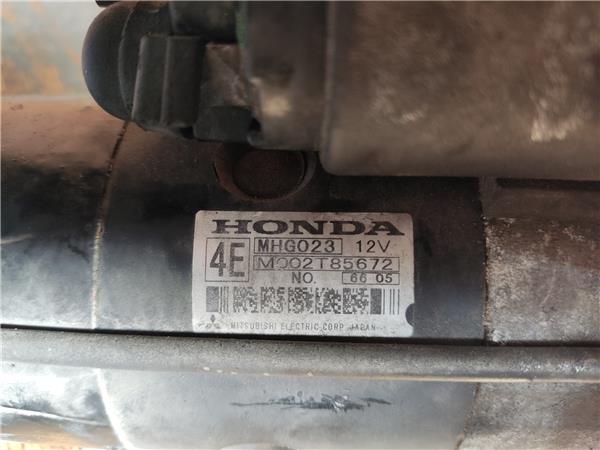 HONDA
4E MHG023 12V
M002T85672
NO. 66 05
MITSUBISHI ELECTRIC CORP. JAPAN